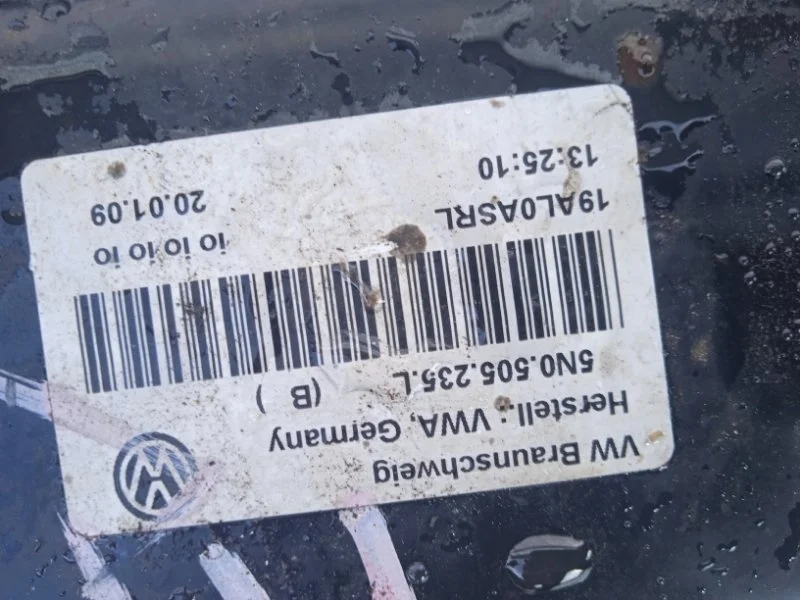 VW Braunschweig
Herstell.: VWA, Germany
5N0.505.235.L ( B )
io io io io
19AL0ASRL
20.01.09 13:25:10